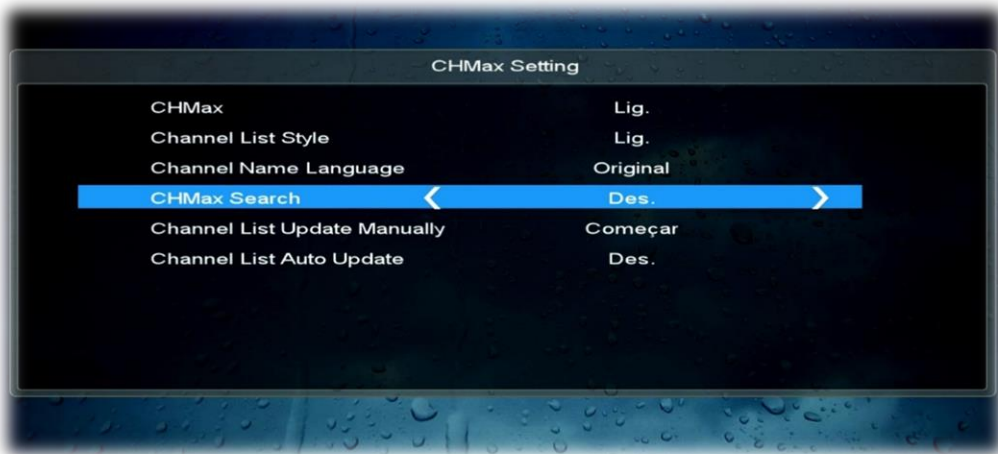 CHMax Setting
CHMax Lig.
Channel List Style Lig.
Channel Name Language Original
CHMax Search Des.
Channel List Update Manually Começar
Channel List Auto Update Des.